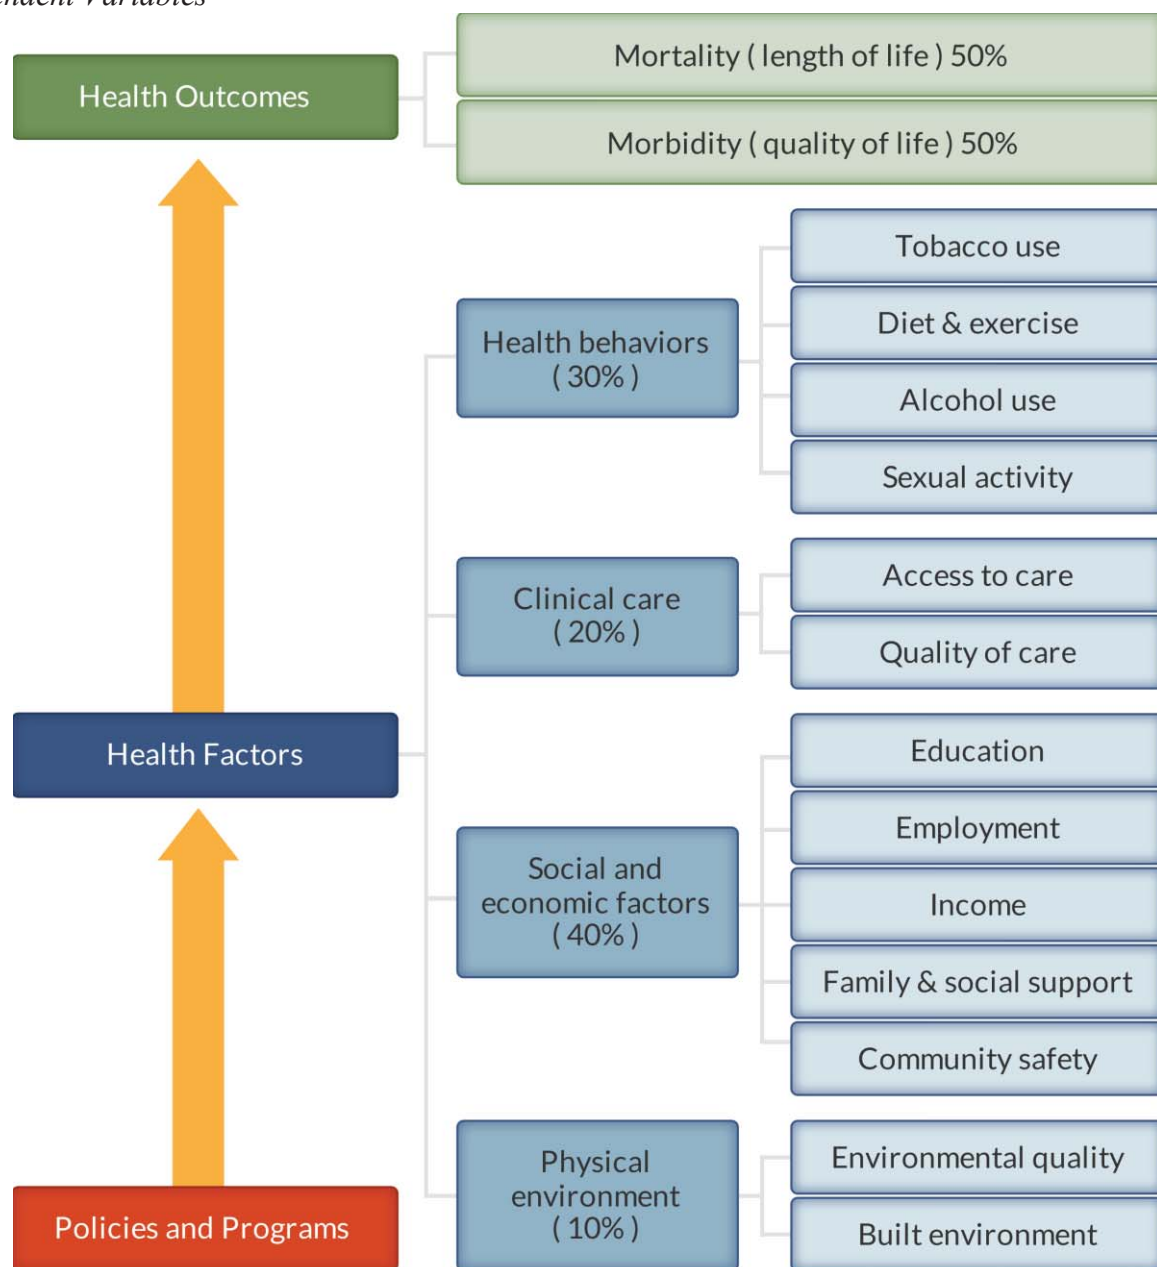 Variables
Health Outcomes
Mortality ( length of life ) 50%
Morbidity ( quality of life ) 50%
Tobacco use
Diet & exercise
Alcohol use
Sexual activity
Health behaviors
( 30% )
Access to care
Quality of care
Clinical care
( 20% )
Health Factors
Education
Employment
Income
Family & social support
Community safety
Social and
economic factors
( 40% )
Environmental quality
Built environment
Physical
environment
( 10% )
Policies and Programs